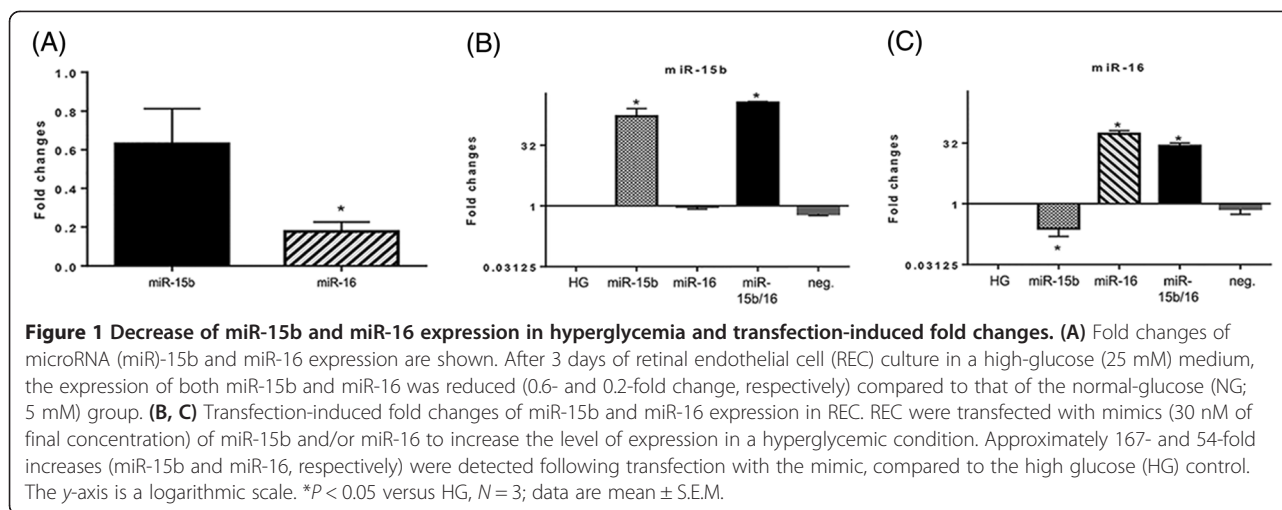 (A)
1.0
0.8
0.6
0.4
0.2
0.0
Fold changes
*
miR-15b miR-16
(B)
miR-15b
Fold changes
32
1
0.03125
* *
HG miR-15b miR-16 miR-15b/16 neg.
(C)
miR-16
Fold changes
32
1
0.03125
* * *
HG miR-15b miR-16 miR-15b/16 neg.
Figure 1 Decrease of miR-15b and miR-16 expression in hyperglycemia and transfection-induced fold changes. (A) Fold changes of
microRNA (miR)-15b and miR-16 expression are shown. After 3 days of retinal endothelial cell (REC) culture in a high-glucose (25 mM) medium,
the expression of both miR-15b and miR-16 was reduced (0.6- and 0.2-fold change, respectively) compared to that of the normal-glucose (NG;
5 mM) group. (B, C) Transfection-induced fold changes of miR-15b and miR-16 expression in REC. REC were transfected with mimics (30 nM of
final concentration) of miR-15b and/or miR-16 to increase the level of expression in a hyperglycemic condition. Approximately 167- and 54-fold
increases (miR-15b and miR-16, respectively) were detected following transfection with the mimic, compared to the high glucose (HG) control.
The y-axis is a logarithmic scale. *P < 0.05 versus HG, N = 3; data are mean ± S.E.M.